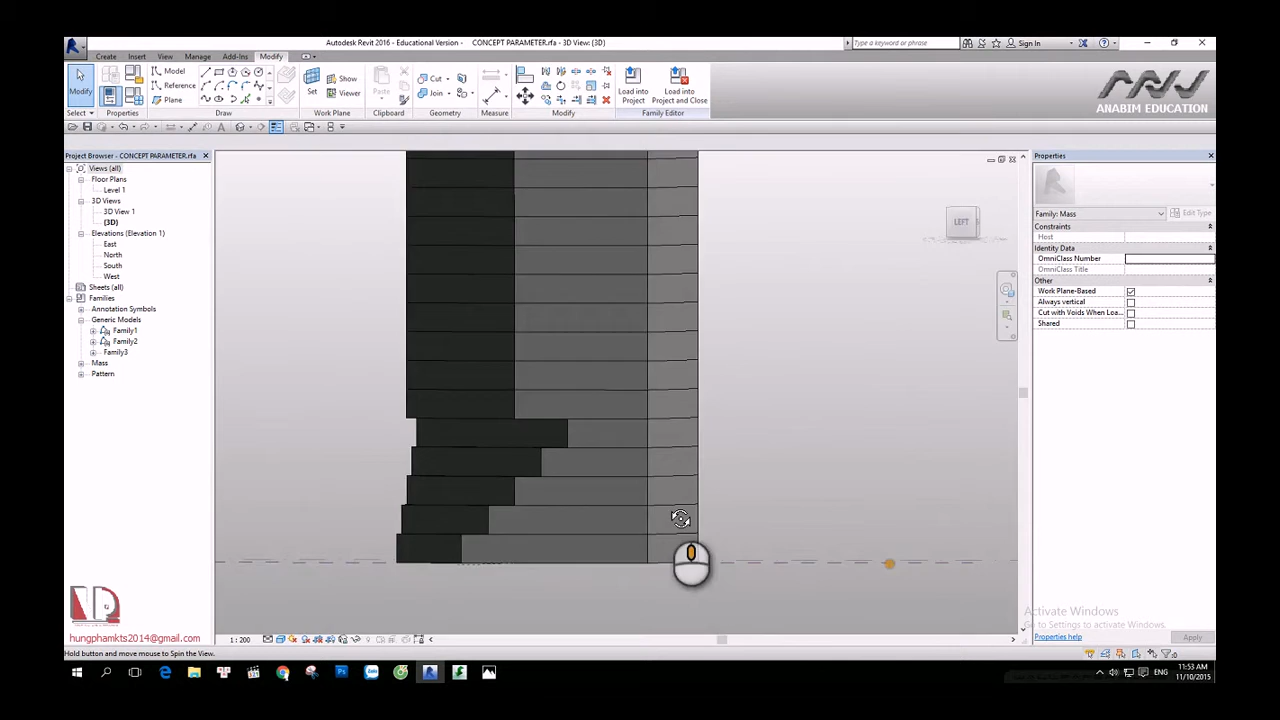 Autodesk Revit 2016 - Educational Version - CONCEPT PARAMETER.rfa - 3D View: {3D}
Type a keyword or phrase
Sign In
Create Insert View Manage Add-Ins Modify
Modify
Select
Properties
Model
Reference
Plane
Draw
Set
Show
Viewer
Work Plane
Paste
Clipboard
Cut
Join
Geometry
Measure
Modify
Load into Project
Load into Project and Close
Family Editor
ANABIM EDUCATION
Project Browser - CONCEPT PARAMETER.rfa
Views (all)
Floor Plans
Level 1
3D Views
3D View 1
{3D}
Elevations (Elevation 1)
East
North
South
West
Sheets (all)
Families
Annotation Symbols
Generic Models
Family1
Family2
Family3
Mass
Pattern
LEFT
Properties
Family: Mass
Edit Type
Constraints
Host
Identity Data
OmniClass Number
OmniClass Title
Other
Work Plane-Based
Always vertical
Cut with Voids When Loa...
Shared
Activate Windows
Go to Settings to activate Windows.
Properties help
Apply
hungphamkts2014@gmail.com
1 : 200
Hold button and move mouse to Spin the View.
:0
ENG
11:53 AM
11/10/2015